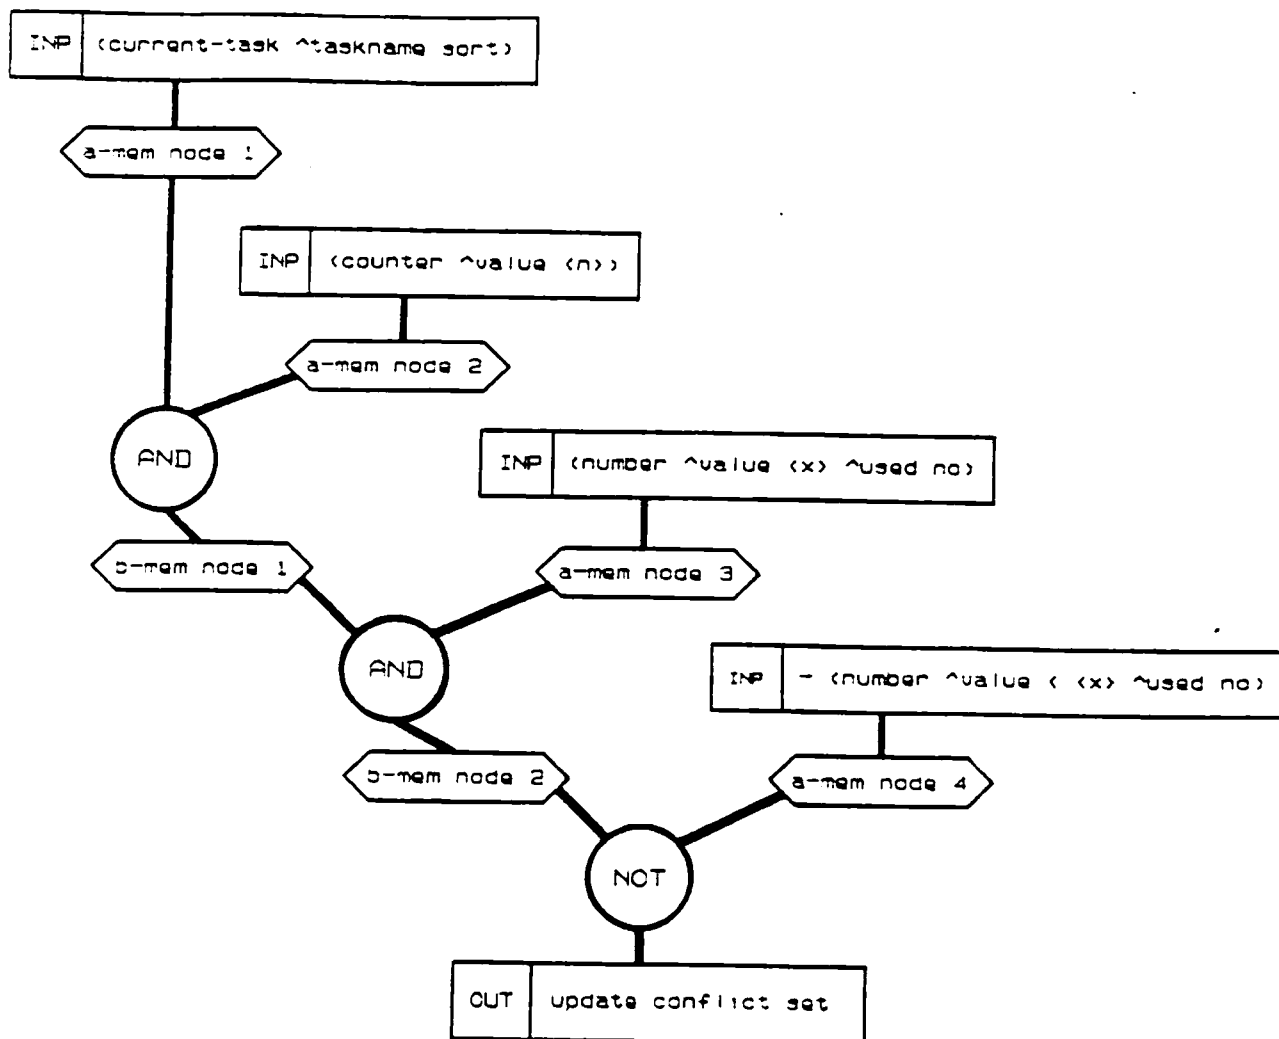 INP (current-task ^taskname sort)
a-mem node 1
INP (counter ^value <n>)
a-mem node 2
AND
INP (number ^value <x> ^used no)
b-mem node 1
a-mem node 3
AND
INP - (number ^value < <x> ^used no)
b-mem node 2
a-mem node 4
NOT
OUT update conflict set